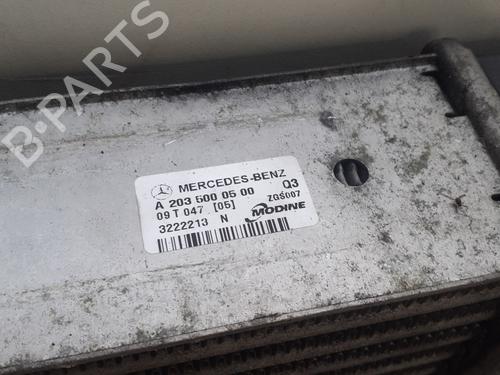 B-PARTS
MERCEDES-BENZ
A 203 500 05 00 Q3
09 T 047 [05] ZGS007
3222213 N MODINE